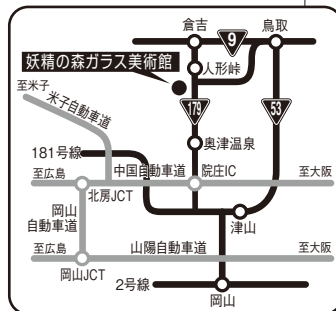 倉吉
鳥取
9
妖精の森ガラス美術館
人形峠
至米子
米子自動車道
179
53
奥津温泉
181号線
中国自動車道
院庄IC
至広島
至大阪
北房JCT
岡山
自動車道
津山
至広島
山陽自動車道
至大阪
岡山JCT
2号線
岡山